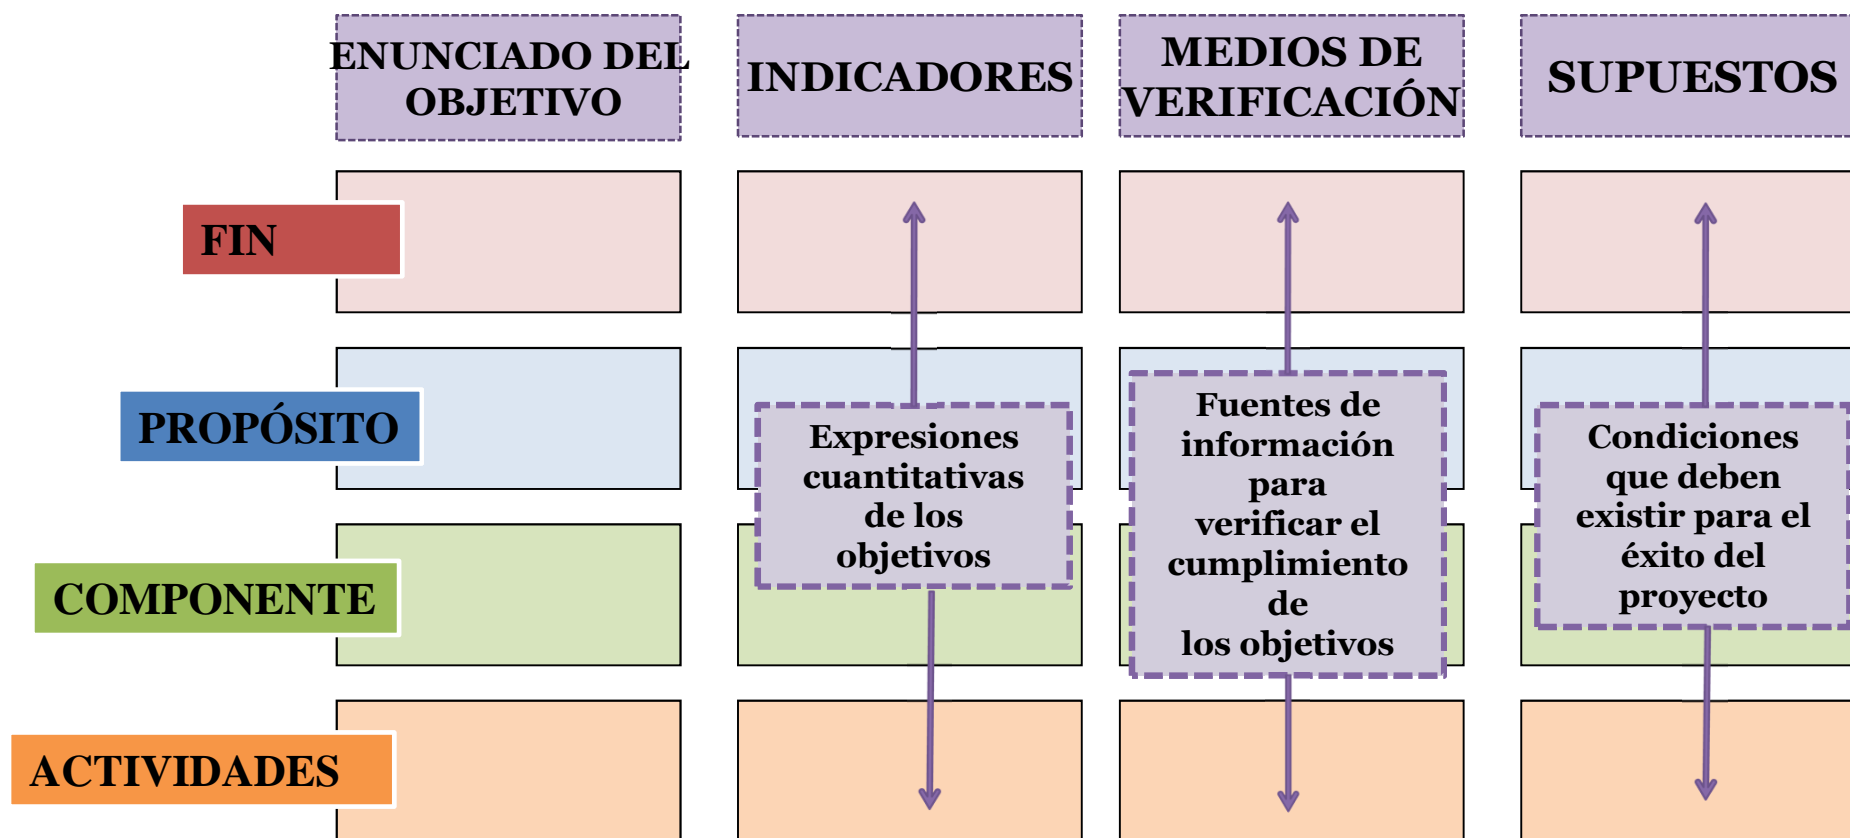 ENUNCIADO DEL
OBJETIVO
INDICADORES
MEDIOS DE
VERIFICACIÓN
SUPUESTOS
FIN
PROPÓSITO
COMPONENTE
ACTIVIDADES
Expresiones
cuantitativas
de los
objetivos
Fuentes de
información
para
verificar el
cumplimiento
de
los objetivos
Condiciones
que deben
existir para el
éxito del
proyecto